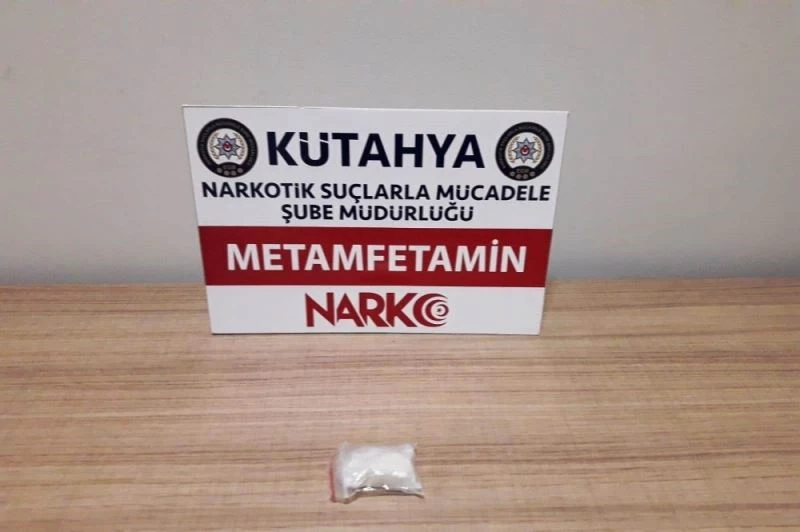 KÜTAHYA
NARKOTİK SUÇLARLA MÜCADELE
ŞUBE MÜDÜRLÜĞÜ
METAMFETAMİN
NARKO